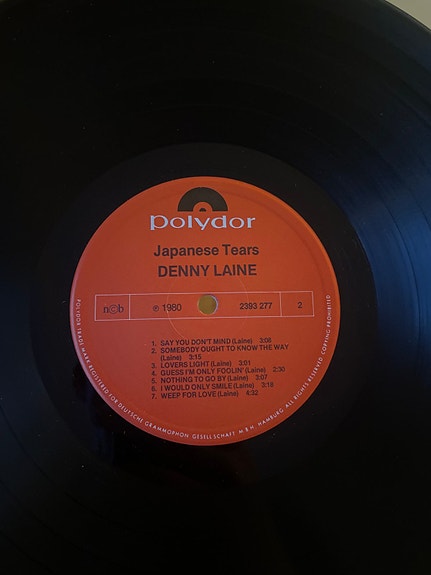 polydor
Japanese Tears
DENNY LAINE
ncb
℗ 1980
2393 277
2
1. SAY YOU DON'T MIND (Laine) 3:08
2. SOMEBODY OUGHT TO KNOW THE WAY
(Laine) 3:15
3. LOVERS LIGHT (Laine) 3:01
4. GUESS I'M ONLY FOOLIN' (Laine) 2:30
5. NOTHING TO GO BY (Laine) 3:07
6. I WOULD ONLY SMILE (Laine) 3:18
7. WEEP FOR LOVE (Laine) 4:32
POLYDOR TRADE MARK REGISTERED FOR DEUTSCHE GRAMMOPHON GESELLSCHAFT M.B.H. HAMBURG ALL RIGHTS RESERVED COPYING PROHIBITED